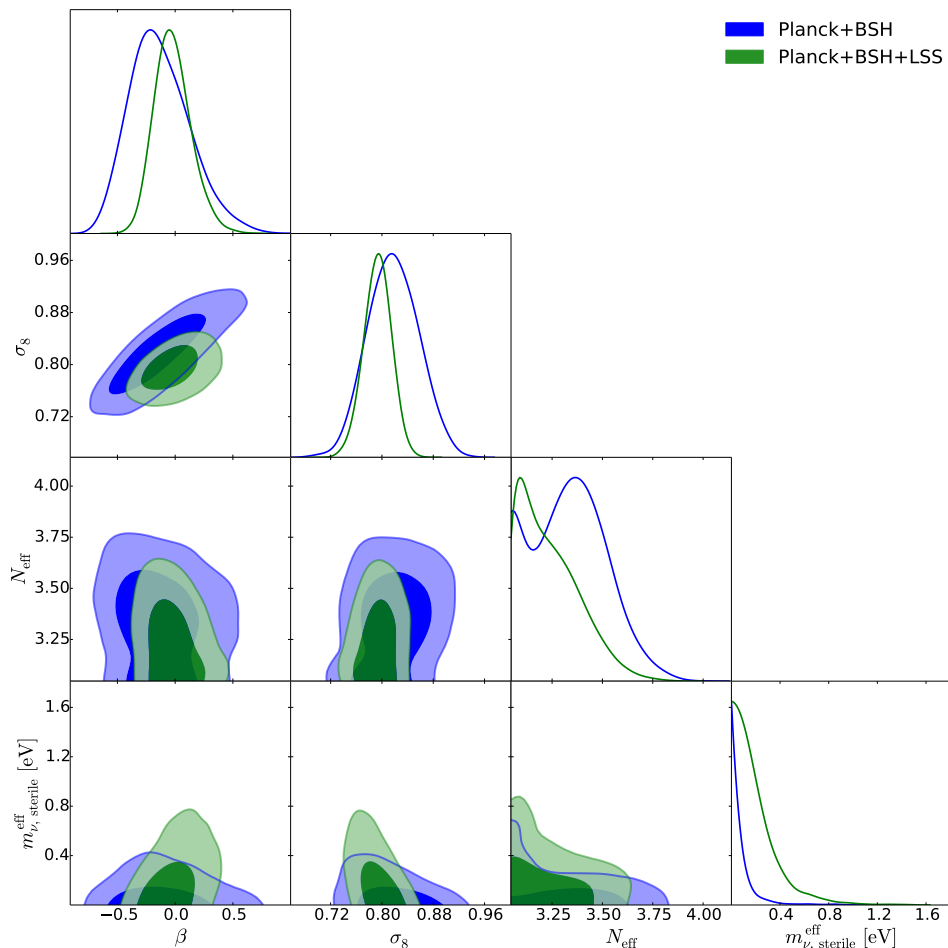 Planck+BSH
Planck+BSH+LSS
0.96
0.88
0.80
0.72
σ8
4.00
3.75
3.50
3.25
Neff
1.6
1.2
0.8
0.4
m^eff_ν, sterile [eV]
−0.5 0.0 0.5
0.72 0.80 0.88 0.96
3.25 3.50 3.75 4.00
0.4 0.8 1.2 1.6
β
σ8
Neff
m^eff_ν, sterile [eV]